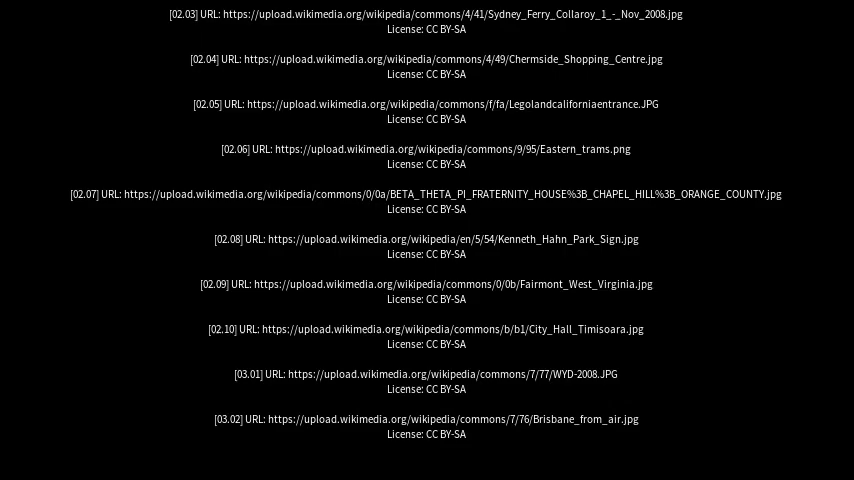 [02.03] URL: https://upload.wikimedia.org/wikipedia/commons/4/41/Sydney_Ferry_Collaroy_1_-_Nov_2008.jpg
License: CC BY-SA
[02.04] URL: https://upload.wikimedia.org/wikipedia/commons/4/49/Chermside_Shopping_Centre.jpg
License: CC BY-SA
[02.05] URL: https://upload.wikimedia.org/wikipedia/commons/f/fa/Legolandcaliforniaentrance.JPG
License: CC BY-SA
[02.06] URL: https://upload.wikimedia.org/wikipedia/commons/9/95/Eastern_trams.png
License: CC BY-SA
[02.07] URL: https://upload.wikimedia.org/wikipedia/commons/0/0a/BETA_THETA_PI_FRATERNITY_HOUSE%3B_CHAPEL_HILL%3B_ORANGE_COUNTY.jpg
License: CC BY-SA
[02.08] URL: https://upload.wikimedia.org/wikipedia/en/5/54/Kenneth_Hahn_Park_Sign.jpg
License: CC BY-SA
[02.09] URL: https://upload.wikimedia.org/wikipedia/commons/0/0b/Fairmont_West_Virginia.jpg
License: CC BY-SA
[02.10] URL: https://upload.wikimedia.org/wikipedia/commons/b/b1/City_Hall_Timisoara.jpg
License: CC BY-SA
[03.01] URL: https://upload.wikimedia.org/wikipedia/commons/7/77/WYD-2008.JPG
License: CC BY-SA
[03.02] URL: https://upload.wikimedia.org/wikipedia/commons/7/76/Brisbane_from_air.jpg
License: CC BY-SA